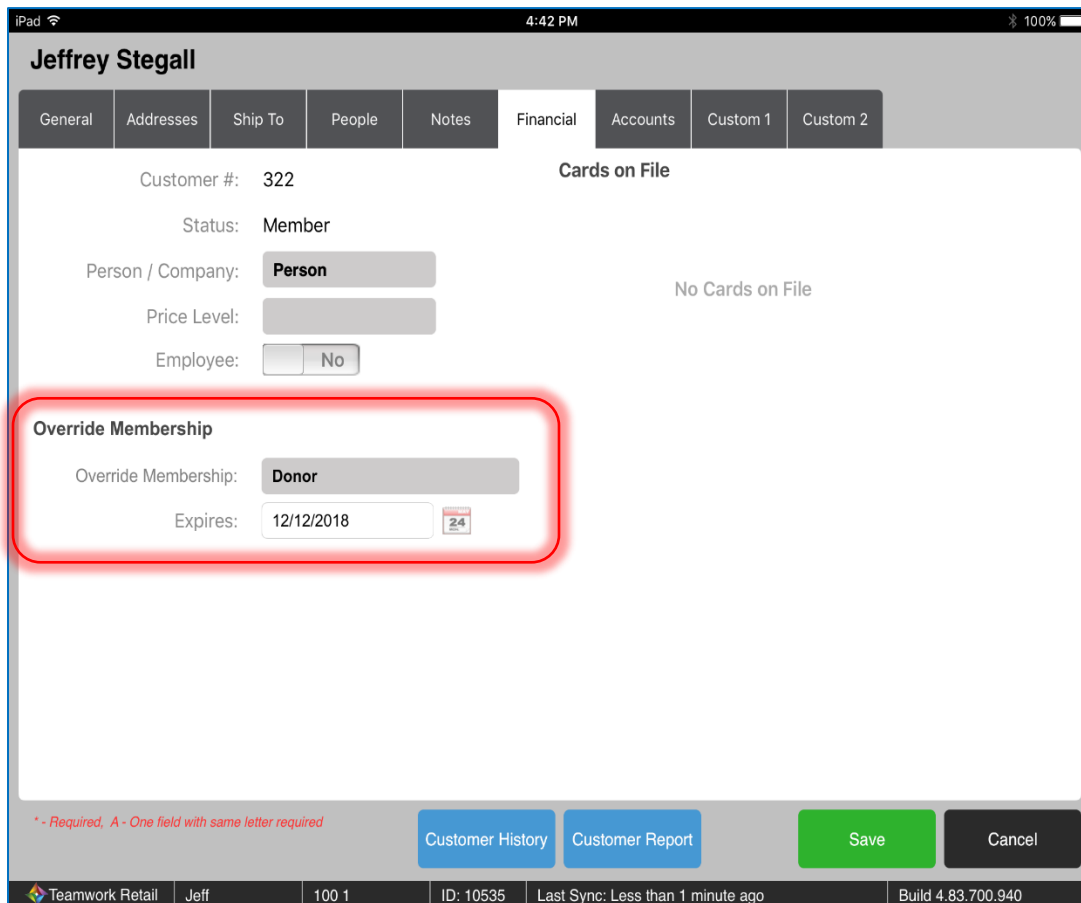 iPad 4:42 PM 100%
Jeffrey Stegall
General Addresses Ship To People Notes Financial Accounts Custom 1 Custom 2
Customer #: 322 Cards on File
Status: Member
Person / Company: Person
No Cards on File
Price Level:
Employee: No
Override Membership
Override Membership: Donor
Expires: 12/12/2018 24
* - Required, A - One field with same letter required
Customer History Customer Report Save Cancel
Teamwork Retail Jeff 100 1 ID: 10535 Last Sync: Less than 1 minute ago Build 4.83.700.940